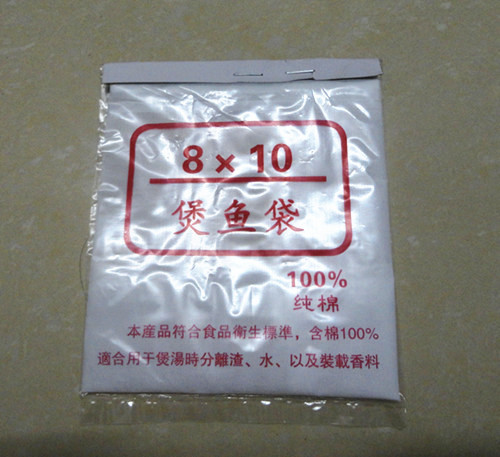 8 × 10
煲鱼袋
100%
纯棉
本産品符合食品衛生標準，含棉100%
適合用于煲湯時分離渣、水、以及裝載香料